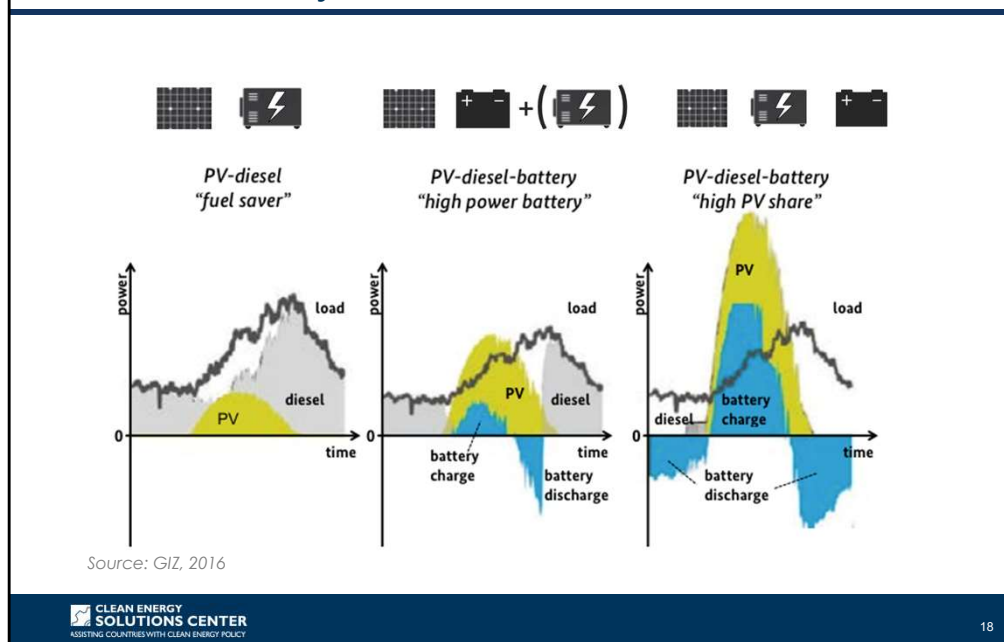 PV-diesel
"fuel saver"
PV-diesel-battery
"high power battery"
PV-diesel-battery
"high PV share"
power
load
diesel
PV
0
time
power
load
PV
diesel
0
time
battery
charge
battery
discharge
power
PV
load
diesel
battery
charge
0
time
battery
discharge
Source: GIZ, 2016
CLEAN ENERGY
SOLUTIONS CENTER
ASSISTING COUNTRIES WITH CLEAN ENERGY POLICY
18